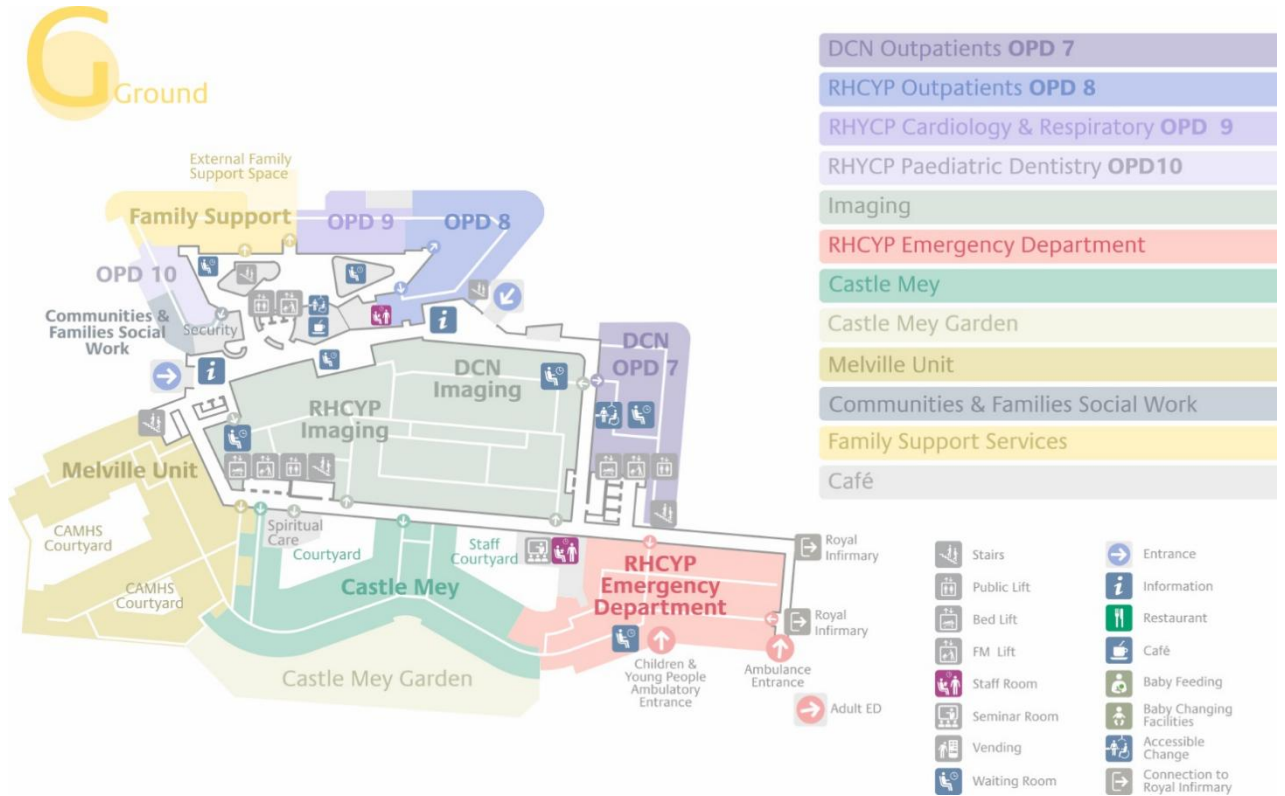 G
Ground
DCN Outpatients OPD 7
RHCYP Outpatients OPD 8
RHYCP Cardiology & Respiratory OPD 9
RHYCP Paediatric Dentistry OPD10
Imaging
RHCYP Emergency Department
Castle Mey
Castle Mey Garden
Melville Unit
Communities & Families Social Work
Family Support Services
Café
External Family
Support Space
Family Support
OPD 9
OPD 8
OPD 10
Communities &
Families Social
Work
Security
i
i
DCN
OPD 7
DCN
Imaging
RHCYP
Imaging
Melville Unit
CAMHS
Courtyard
CAMHS
Courtyard
Spiritual
Care
Courtyard
Staff
Courtyard
Castle Mey
RHCYP
Emergency
Department
Castle Mey Garden
Royal
Infirmary
Royal
Infirmary
Children &
Young People
Ambulatory
Entrance
Ambulance
Entrance
Adult ED
Stairs
Public Lift
Bed Lift
FM Lift
Staff Room
Seminar Room
Vending
Waiting Room
Entrance
i
Information
Restaurant
Café
Baby Feeding
Baby Changing
Facilities
Accessible
Change
Connection to
Royal Infirmary